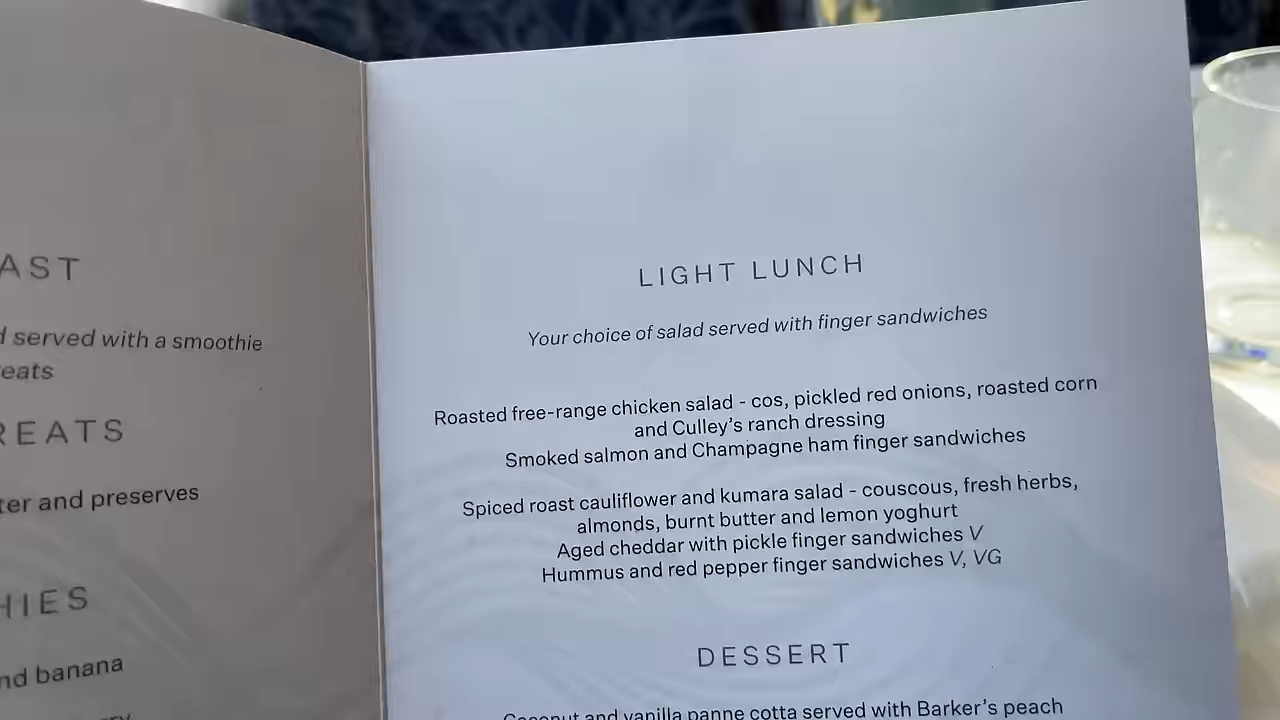 AST
served with a smoothie
eats
REATS
and preserves
HIES
banana
LIGHT LUNCH
Your choice of salad served with finger sandwiches
Roasted free-range chicken salad - cos, pickled red onions, roasted corn
and Culley's ranch dressing
Smoked salmon and Champagne ham finger sandwiches
Spiced roast cauliflower and kumara salad - couscous, fresh herbs,
almonds, burnt butter and lemon yoghurt
Aged cheddar with pickle finger sandwiches V
Hummus and red pepper finger sandwiches V, VG
DESSERT
Coconut and vanilla panne cotta served with Barker's peach